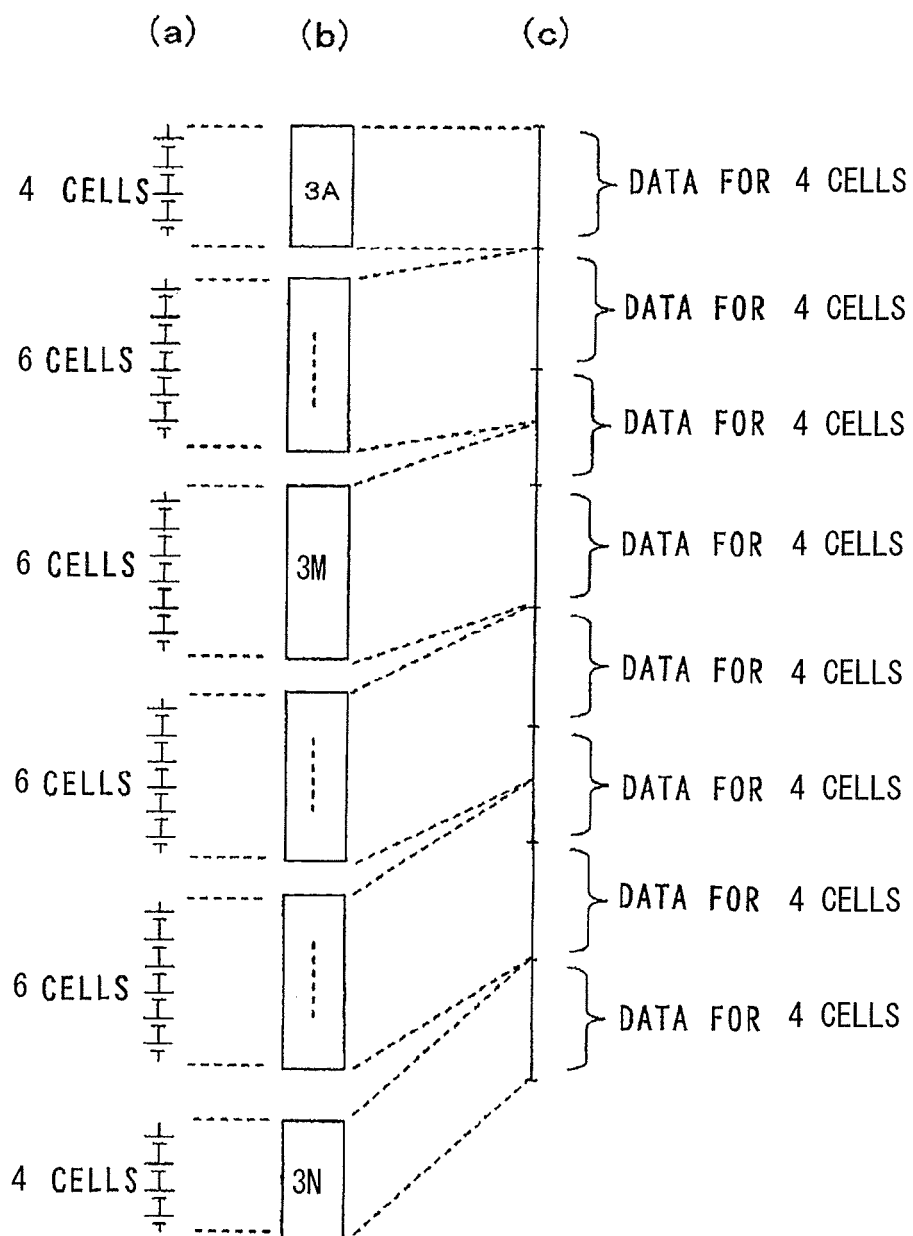 (a) (b) (c)
4 CELLS 3A DATA FOR 4 CELLS
DATA FOR 4 CELLS
6 CELLS
DATA FOR 4 CELLS
6 CELLS 3M DATA FOR 4 CELLS
DATA FOR 4 CELLS
6 CELLS DATA FOR 4 CELLS
DATA FOR 4 CELLS
6 CELLS
DATA FOR 4 CELLS
4 CELLS 3N